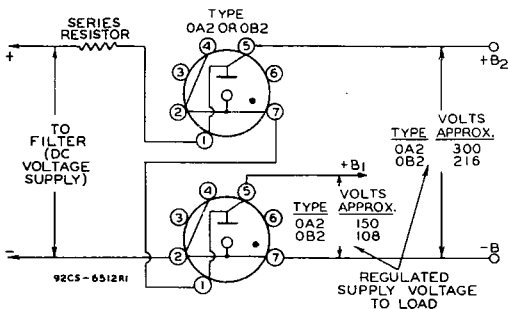 SERIES
RESISTOR
TYPE
0A2 OR 0B2
+
4
5
3
6
2
7
1
+B2
TO
FILTER
(DC
VOLTAGE
SUPPLY)
VOLTS
TYPE APPROX.
0A2 300
0B2 216
+B1
4
5
3
6
2
7
1
VOLTS
TYPE APPROX.
0A2 150
0B2 108
-
-B
92CS-6512R1
REGULATED
SUPPLY VOLTAGE
TO LOAD